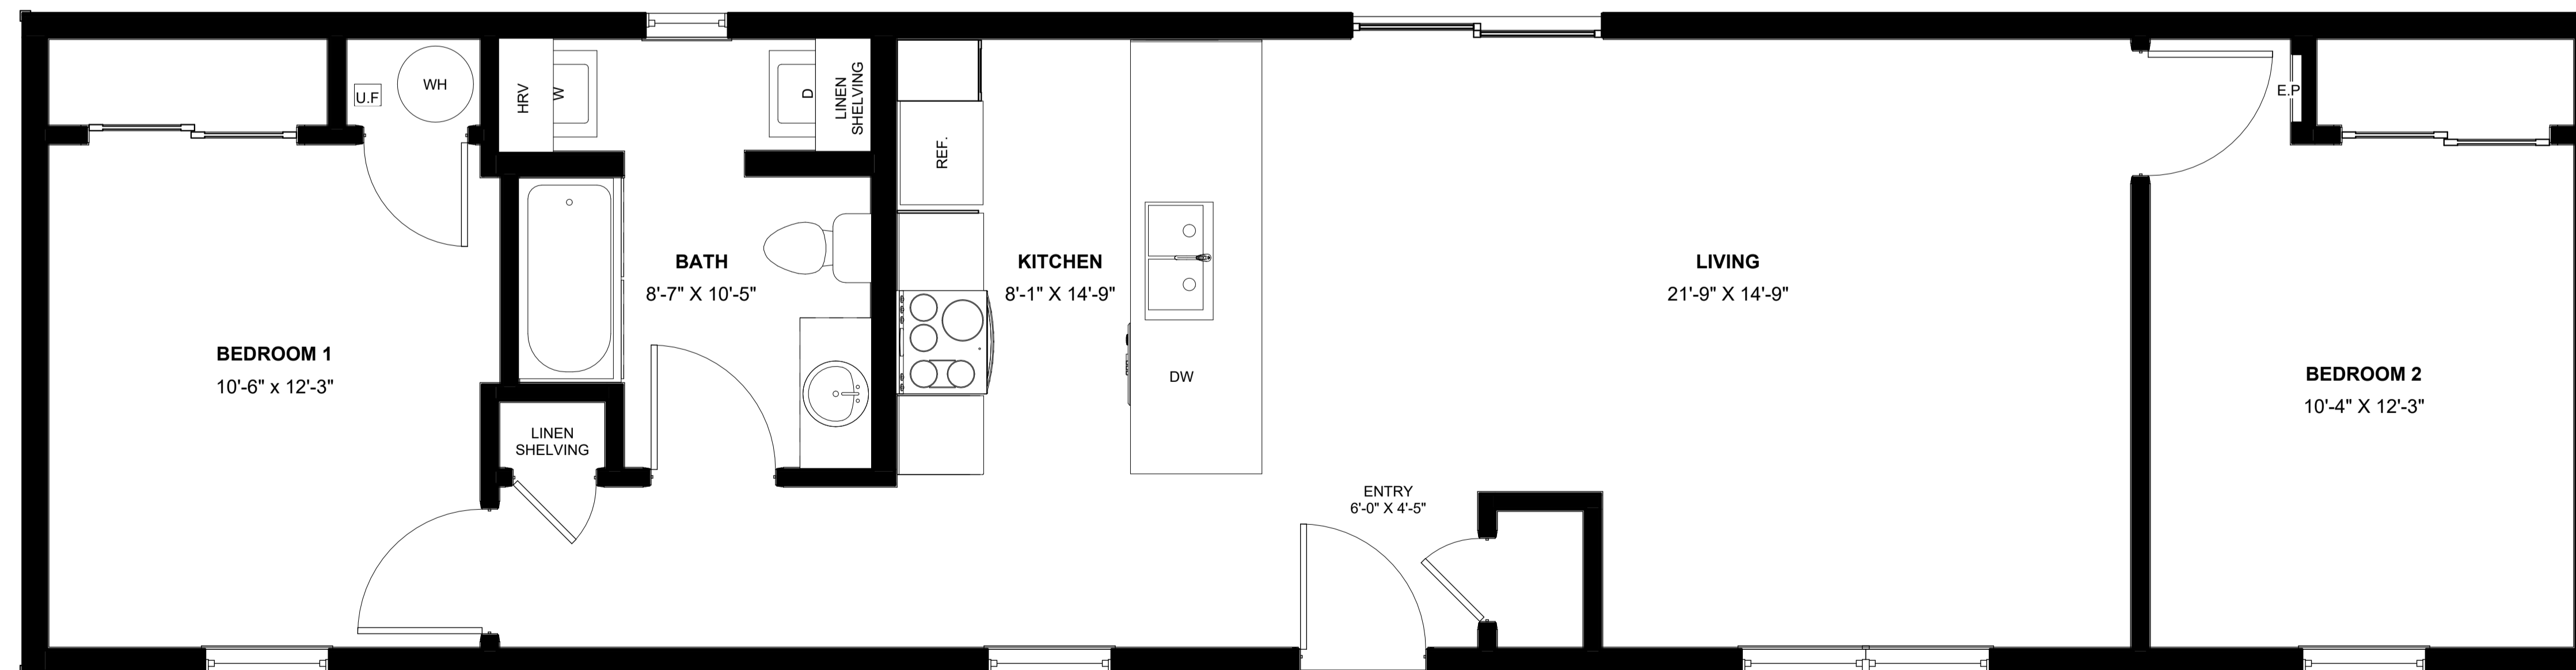 U.F
WH
HRV
W
D
LINEN
SHELVING
REF.
E.P
BATH
8'-7" X 10'-5"
KITCHEN
8'-1" X 14'-9"
LIVING
21'-9" X 14'-9"
BEDROOM 1
10'-6" x 12'-3"
DW
BEDROOM 2
10'-4" X 12'-3"
LINEN
SHELVING
ENTRY
6'-0" X 4'-5"